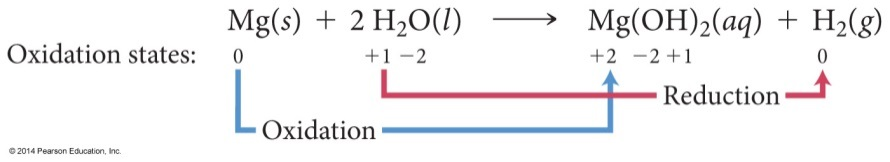 Mg(s) + 2 H₂O(l) ⟶ Mg(OH)₂(aq) + H₂(g)
Oxidation states: 0 +1 −2 +2 −2 +1 0
Reduction
Oxidation
© 2014 Pearson Education, Inc.